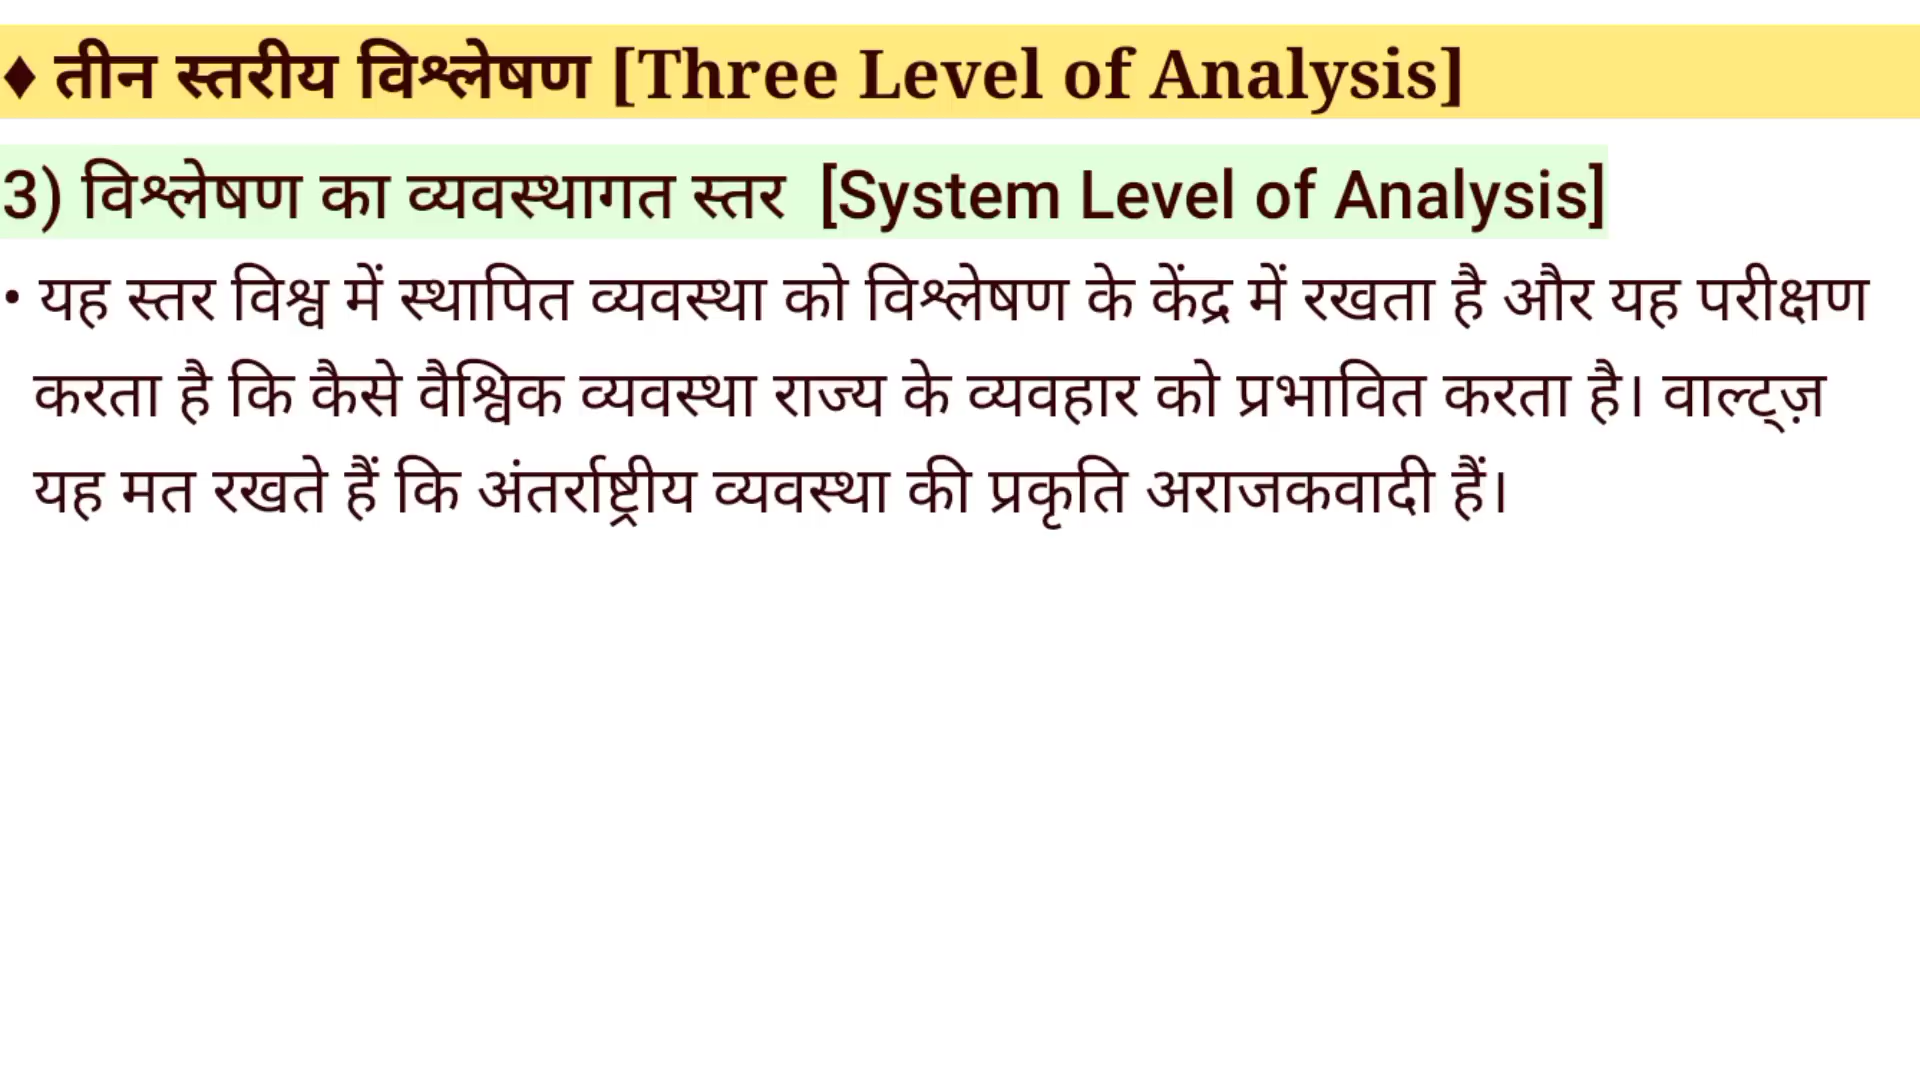 ♦ तीन स्तरीय विश्लेषण [Three Level of Analysis]
3) विश्लेषण का व्यवस्थागत स्तर [System Level of Analysis]
• यह स्तर विश्व में स्थापित व्यवस्था को विश्लेषण के केंद्र में रखता है और यह परीक्षण
करता है कि कैसे वैश्विक व्यवस्था राज्य के व्यवहार को प्रभावित करता है। वाल्ट्ज़
यह मत रखते हैं कि अंतर्राष्ट्रीय व्यवस्था की प्रकृति अराजकवादी हैं।